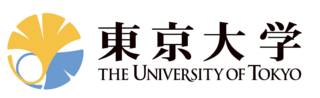 東京大学
THE UNIVERSITY OF TOKYO